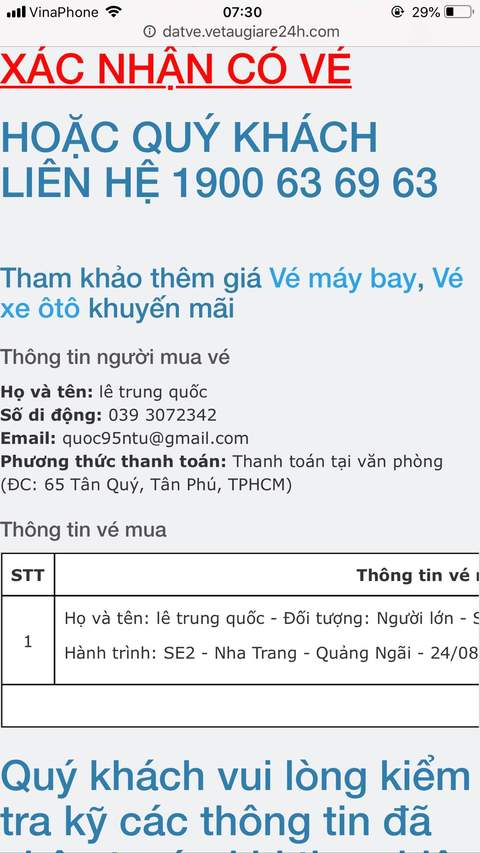 VinaPhone 07:30 29%
datve.vetaugiare24h.com
XÁC NHẬN CÓ VÉ
HOẶC QUÝ KHÁCH
LIÊN HỆ 1900 63 69 63
Tham khảo thêm giá Vé máy bay, Vé
xe ôtô khuyến mãi
Thông tin người mua vé
Họ và tên: lê trung quốc
Số di động: 039 3072342
Email: quoc95ntu@gmail.com
Phương thức thanh toán: Thanh toán tại văn phòng
(ĐC: 65 Tân Quý, Tân Phú, TPHCM)
Thông tin vé mua
STT Thông tin vé
1 Họ và tên: lê trung quốc - Đối tượng: Người lớn -
Hành trình: SE2 - Nha Trang - Quảng Ngãi - 24/08
Quý khách vui lòng kiểm
tra kỹ các thông tin đã